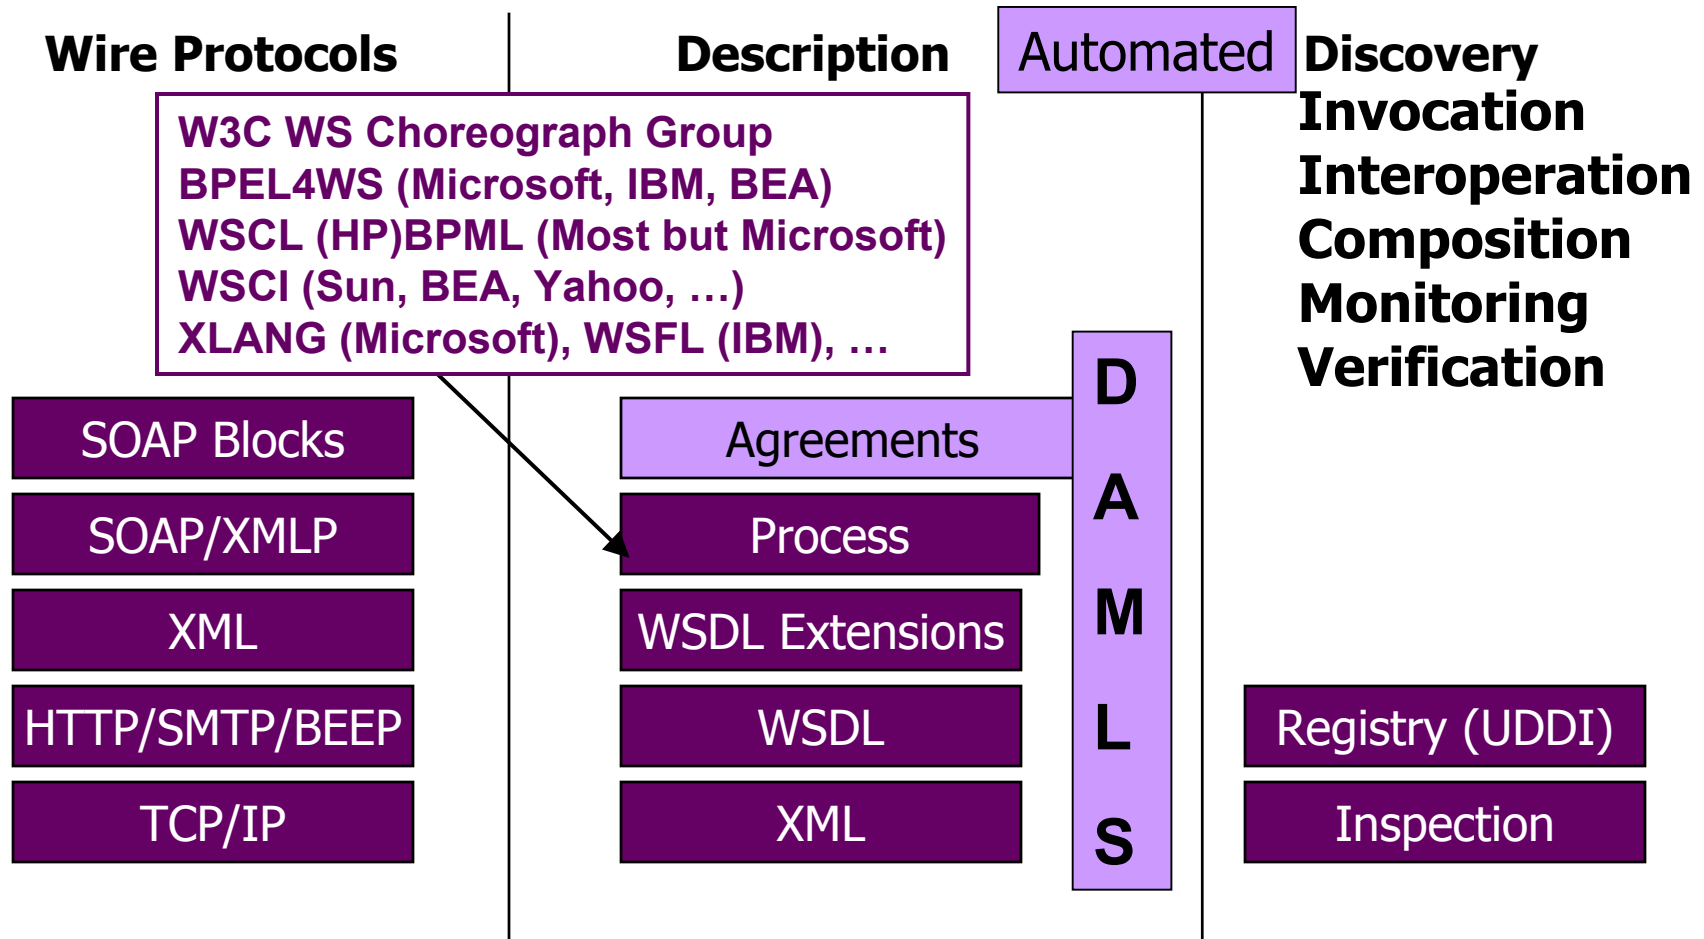 Wire Protocols
Description
Automated
Discovery
Invocation
Interoperation
Composition
Monitoring
Verification
W3C WS Choreograph Group
BPEL4WS (Microsoft, IBM, BEA)
WSCL (HP)BPML (Most but Microsoft)
WSCI (Sun, BEA, Yahoo, …)
XLANG (Microsoft), WSFL (IBM), …
SOAP Blocks
SOAP/XMLP
XML
HTTP/SMTP/BEEP
TCP/IP
Agreements
Process
WSDL Extensions
WSDL
XML
D
A
M
L
S
Registry (UDDI)
Inspection